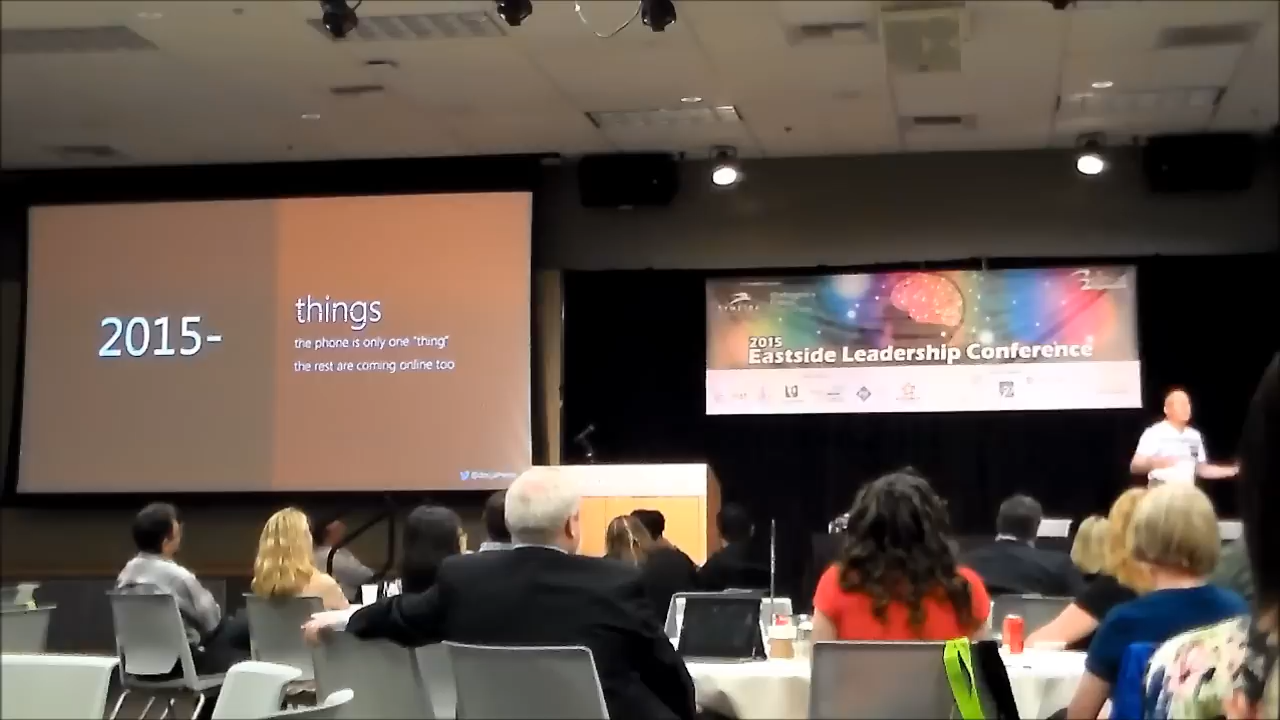 2015-
things
the phone is only one "thing"
the rest are coming online too
2015
Eastside Leadership Conference